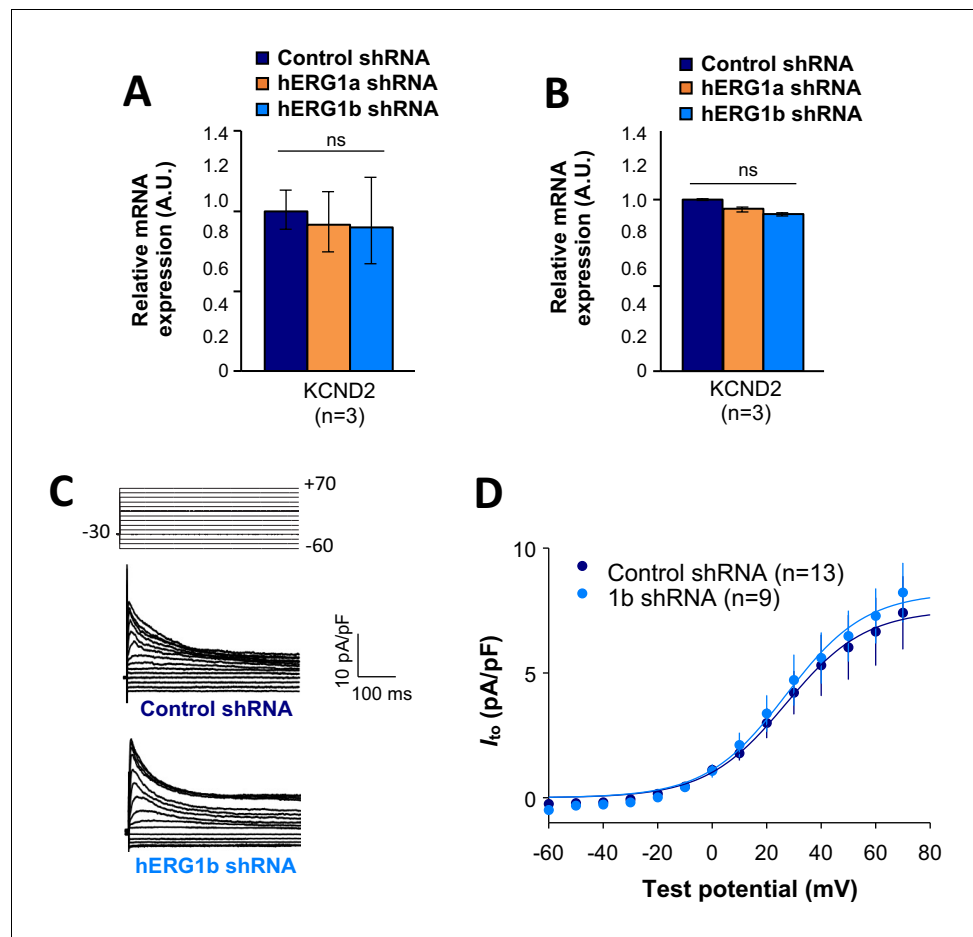 A
Control shRNA
hERG1a shRNA
hERG1b shRNA
Relative mRNA
expression (A.U.)
1.4
1.2
1.0
0.8
0.6
0.4
0.2
0
ns
KCND2
(n=3)
B
Control shRNA
hERG1a shRNA
hERG1b shRNA
Relative mRNA
expression (A.U.)
1.4
1.2
1.0
0.8
0.6
0.4
0.2
0
ns
KCND2
(n=3)
C
+70
-30
-60
10 pA/pF
100 ms
Control shRNA
hERG1b shRNA
D
10
5
0
Ito (pA/pF)
Control shRNA (n=13)
1b shRNA (n=9)
-60 -40 -20 0 20 40 60 80
Test potential (mV)